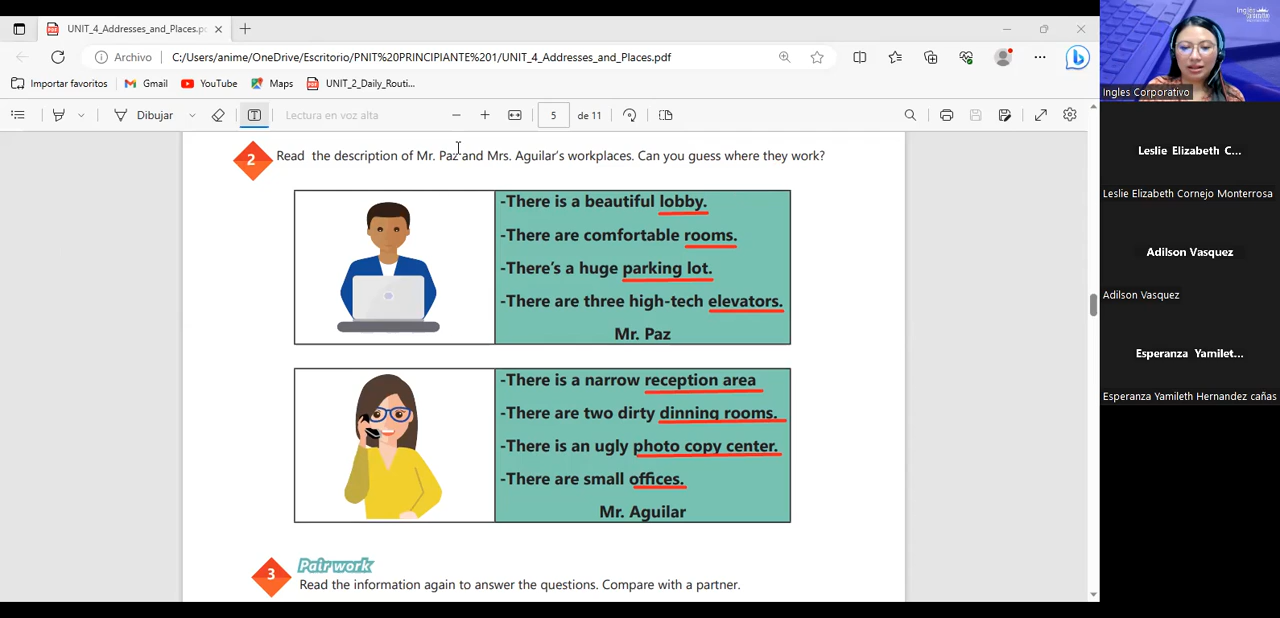 UNIT_4_Addresses_and_Places.pc
Archivo
C:/Users/anime/OneDrive/Escritorio/PNIT%20PRINCIPIANTE%201/UNIT_4_Addresses_and_Places.pdf
Importar favoritos
Gmail
YouTube
Maps
UNIT_2_Daily_Routi...
Dibujar
Lectura en voz alta
5
de 11
2
Read the description of Mr. Paz and Mrs. Aguilar's workplaces. Can you guess where they work?
-There is a beautiful lobby.
-There are comfortable rooms.
-There's a huge parking lot.
-There are three high-tech elevators.
Mr. Paz
-There is a narrow reception area
-There are two dirty dinning rooms.
-There is an ugly photo copy center.
-There are small offices.
Mr. Aguilar
3
Pair work
Read the information again to answer the questions. Compare with a partner.
Ingles Corporativo
Leslie Elizabeth C...
Leslie Elizabeth Cornejo Monterrosa
Adilson Vasquez
Adilson Vasquez
Esperanza Yamilet...
Esperanza Yamileth Hernandez cañas